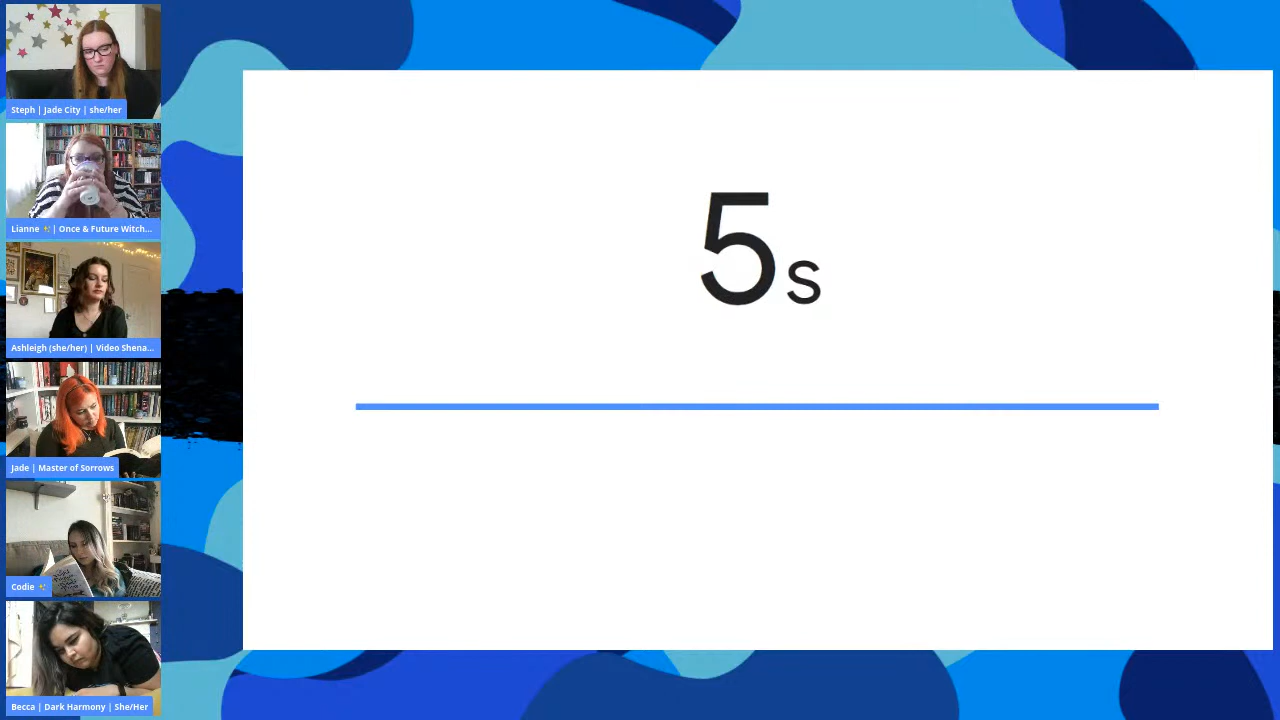 Steph | Jade City | she/her
Lianne ✨ | Once & Future Witch...
Ashleigh (she/her) | Video Shena...
Jade | Master of Sorrows
Codie ✨
Becca | Dark Harmony | She/Her
5s